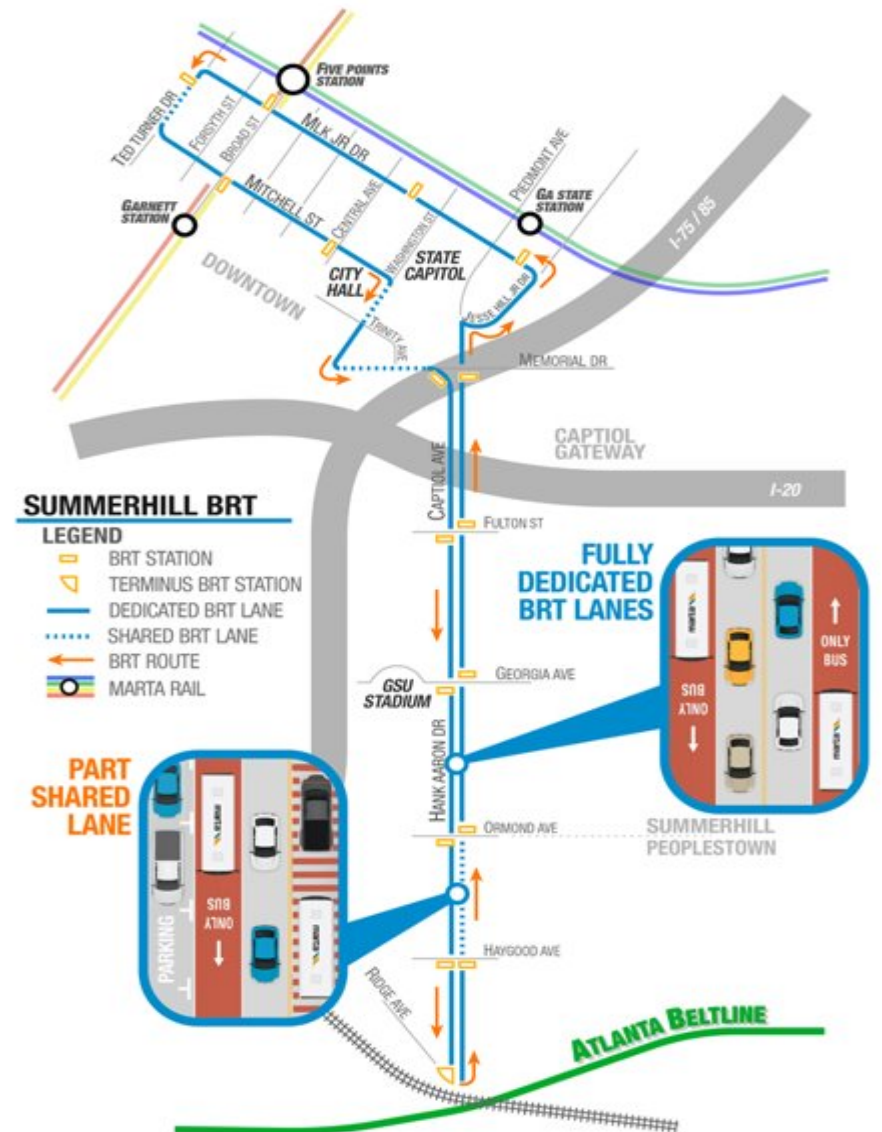 FIVE POINTS
STATION
TED TURNER DR
FORSYTH ST
BROAD ST
MLK JR DR
PIEDMONT AVE
GARNETT
STATION
MITCHELL ST
CENTRAL AVE
WASHINGTON ST
GA STATE
STATION
I-75 / 85
DOWNTOWN
CITY
HALL
STATE
CAPITOL
JESSE HILL JR DR
TRINITY AVE
MEMORIAL DR
CAPTIOL AVE
CAPTIOL
GATEWAY
I-20
SUMMERHILL BRT
LEGEND
BRT STATION
TERMINUS BRT STATION
DEDICATED BRT LANE
SHARED BRT LANE
BRT ROUTE
MARTA RAIL
FULTON ST
FULLY
DEDICATED
BRT LANES
marta
ONLY
BUS
ONLY
BUS
marta
GEORGIA AVE
GSU
STADIUM
HANK AARON DR
PART
SHARED
LANE
marta
ONLY
BUS
PARKING
marta
ORMOND AVE
SUMMERHILL
PEOPLESTOWN
HAYGOOD AVE
RIDGE AVE
ATLANTA BELTLINE